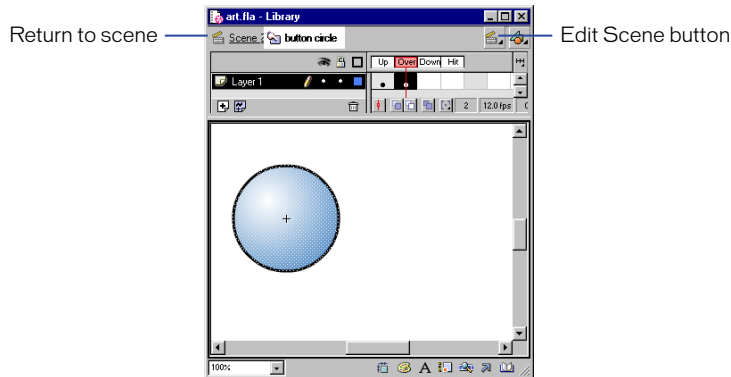 art.fla - Library
Return to scene
Scene 2 button circle
Edit Scene button
Up Over Down Hit
Layer 1
2 12.0 fps
100%
A